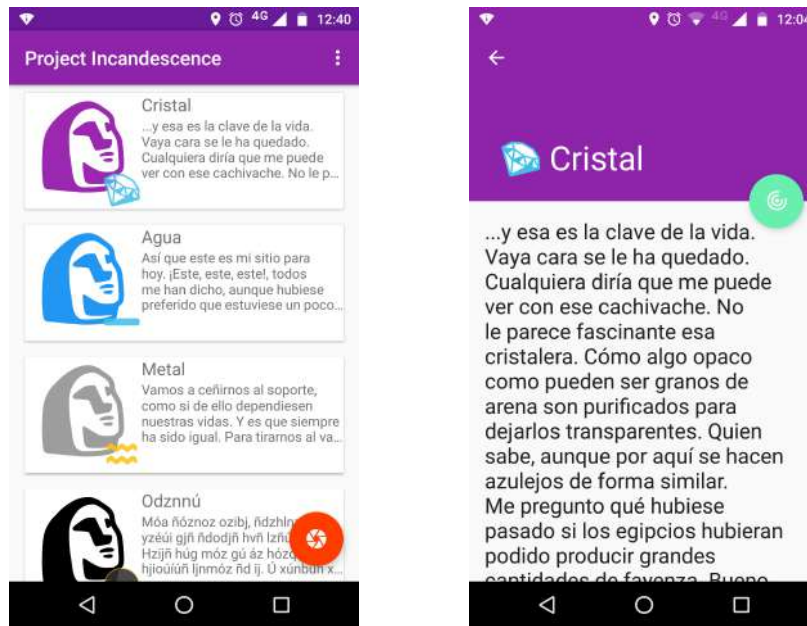 4G 12:40
Project Incandescence
Cristal
...y esa es la clave de la vida.
Vaya cara se le ha quedado.
Cualquiera diría que me puede
ver con ese cachivache. No le p...
Agua
Así que este es mi sitio para
hoy. ¡Este, este, este!, todos
me han dicho, aunque hubiese
preferido que estuviese un poco...
Metal
Vamos a ceñirnos al soporte,
como si de ello dependiesen
nuestras vidas. Y es que siempre
ha sido igual. Para tirarnos al va...
Odznnú
Móa ñóznoz ozibj,
yzéúi gjñ ñdodjñ hvñ
Hzíjñ húg móz gú áz
ñd ij. Ú
4G 12:04
Cristal
...y esa es la clave de la vida.
Vaya cara se le ha quedado.
Cualquiera diría que me puede
ver con ese cachivache. No
le parece fascinante esa
cristalera. Cómo algo opaco
como pueden ser granos de
arena son purificados para
dejarlos transparentes. Quien
sabe, aunque por aquí se hacen
azulejos de forma similar.
Me pregunto qué hubiese
pasado si los egipcios hubieran
podido producir grandes
cantidades de fayenza. Bueno